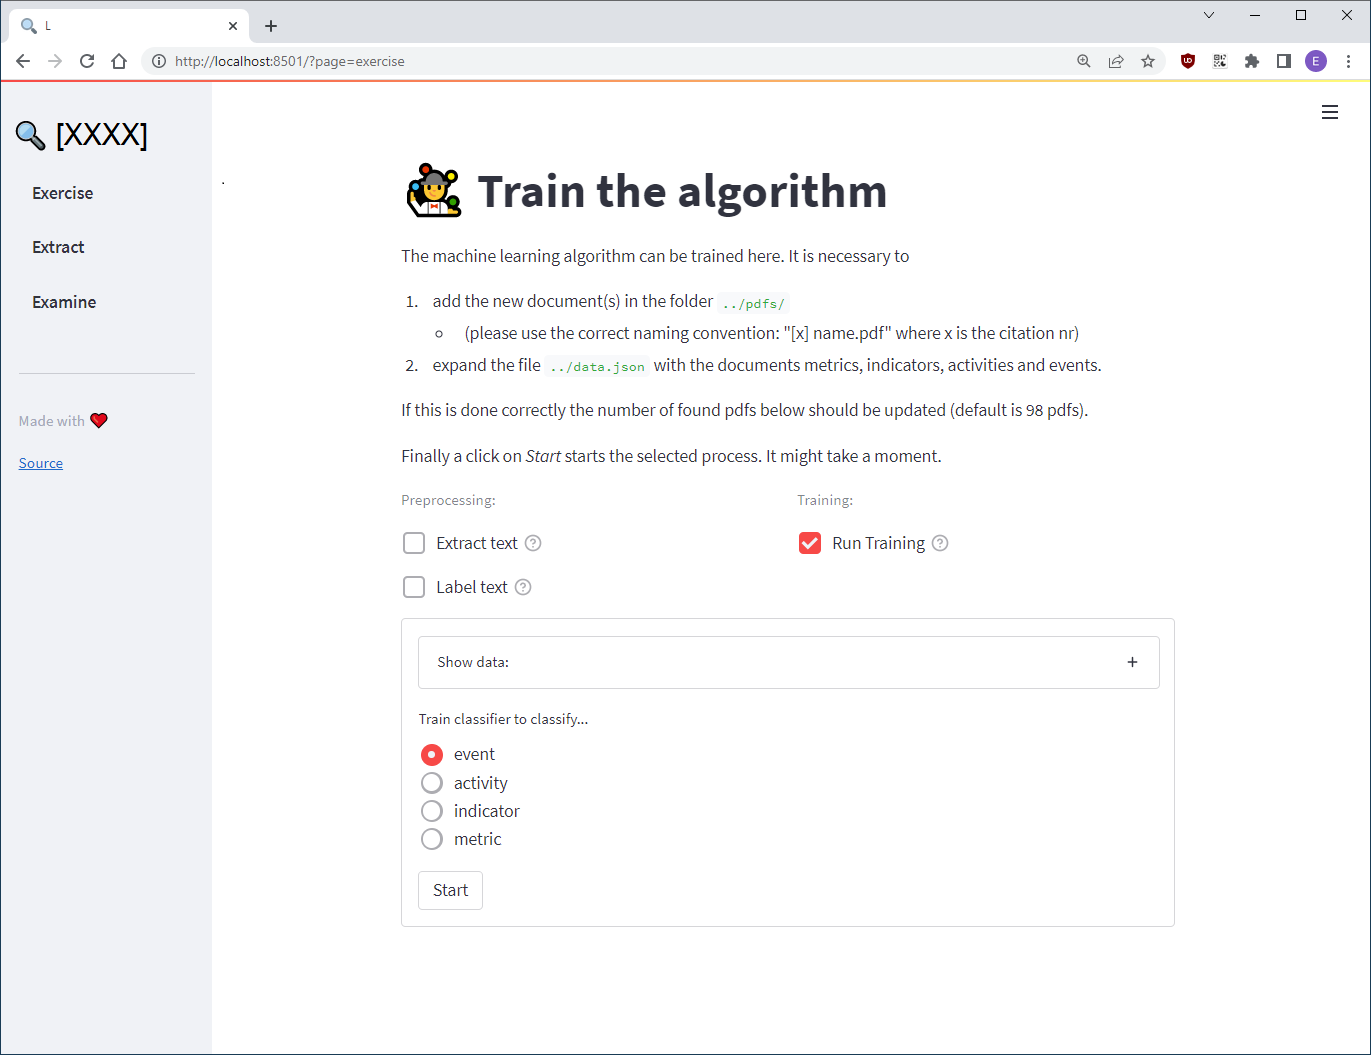 L
http://localhost:8501/?page=exercise
E
[XXXX]
Exercise
Extract
Examine
Made with
Source
Train the algorithm
The machine learning algorithm can be trained here. It is necessary to
1. add the new document(s) in the folder ../pdfs/
(please use the correct naming convention: "[x] name.pdf" where x is the citation nr)
2. expand the file ../data.json with the documents metrics, indicators, activities and events.
If this is done correctly the number of found pdfs below should be updated (default is 98 pdfs).
Finally a click on Start starts the selected process. It might take a moment.
Preprocessing:
Training:
Extract text
Run Training
Label text
Show data:
Train classifier to classify...
event
activity
indicator
metric
Start